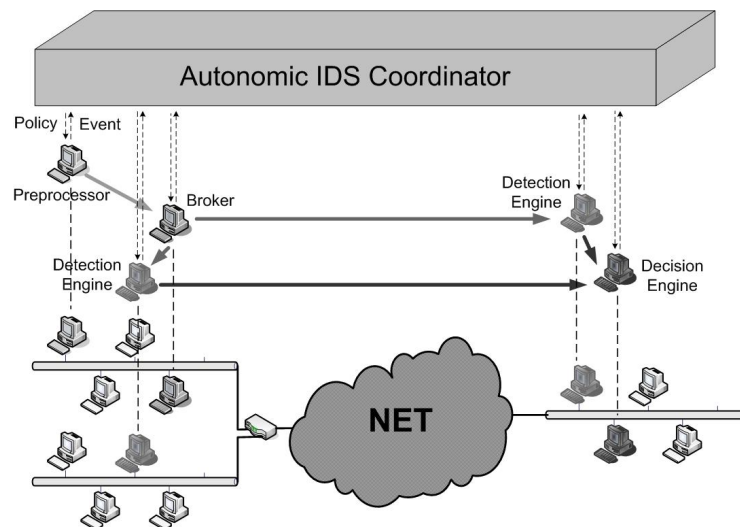 Autonomic IDS Coordinator
Policy
Event
Preprocessor
Broker
Detection
Engine
Detection
Engine
Decision
Engine
NET